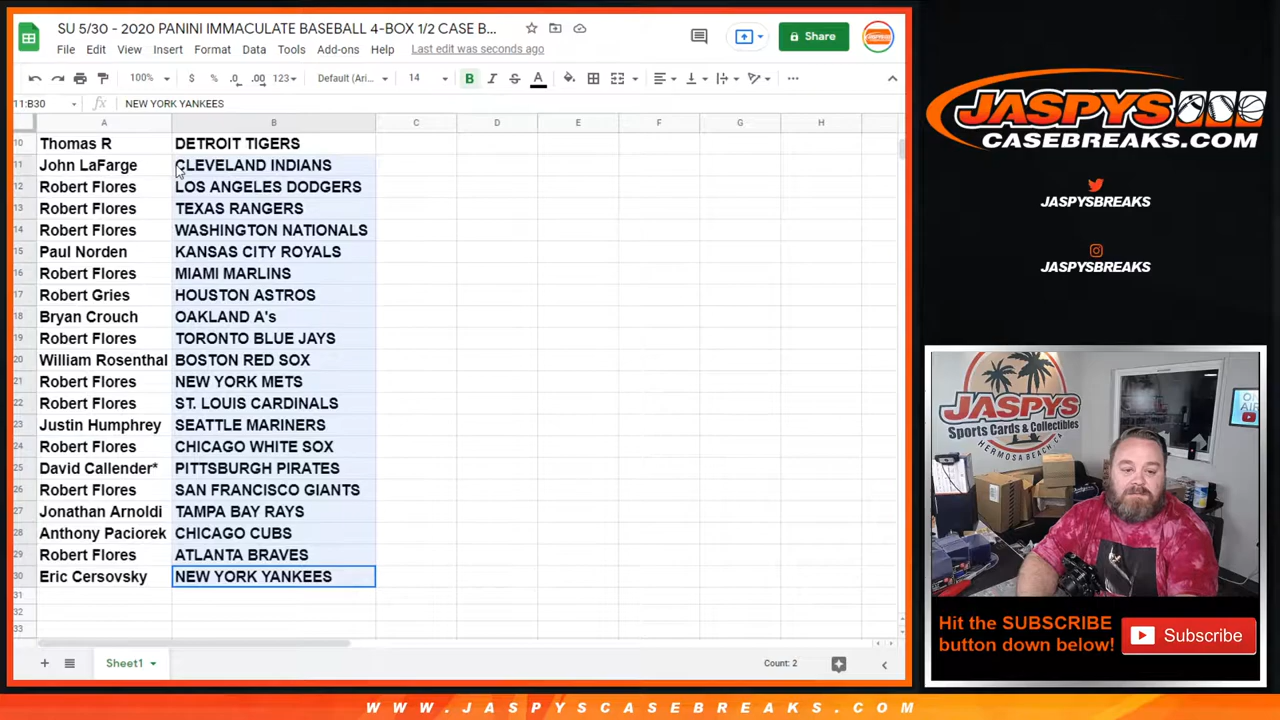 SU 5/30 - 2020 PANINI IMMACULATE BASEBALL 4-BOX 1/2 CASE B...
File Edit View Insert Format Data Tools Add-ons Help Last edit was seconds ago
Share
100% $ % .0 .00 123 Default (Ari... 14 B I S A
11:B30 fx NEW YORK YANKEES
A B C D E F G H
10 Thomas R DETROIT TIGERS
11 John LaFarge CLEVELAND INDIANS
12 Robert Flores LOS ANGELES DODGERS
13 Robert Flores TEXAS RANGERS
14 Robert Flores WASHINGTON NATIONALS
15 Paul Norden KANSAS CITY ROYALS
16 Robert Flores MIAMI MARLINS
17 Robert Gries HOUSTON ASTROS
18 Bryan Crouch OAKLAND A's
19 Robert Flores TORONTO BLUE JAYS
20 William Rosenthal BOSTON RED SOX
21 Robert Flores NEW YORK METS
22 Robert Flores ST. LOUIS CARDINALS
23 Justin Humphrey SEATTLE MARINERS
24 Robert Flores CHICAGO WHITE SOX
25 David Callender* PITTSBURGH PIRATES
26 Robert Flores SAN FRANCISCO GIANTS
27 Jonathan Arnoldi TAMPA BAY RAYS
28 Anthony Paciorek CHICAGO CUBS
29 Robert Flores ATLANTA BRAVES
30 Eric Cersovsky NEW YORK YANKEES
31
32
33
Sheet1
Count: 2
JASPYS
CASEBREAKS.COM
JASPYSBREAKS
JASPYSBREAKS
JASPYS
Sports Cards & Collectibles
HERMOSA BEACH
ON
AIR
Hit the SUBSCRIBE
button down below!
Subscribe
WWW.JASPYSCASEBREAKS.COM